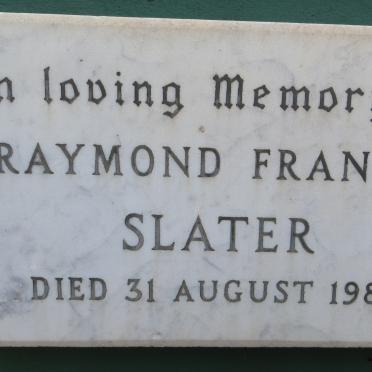 n loving Memor
RAYMOND FRAN
SLATER
DIED 31 AUGUST 198